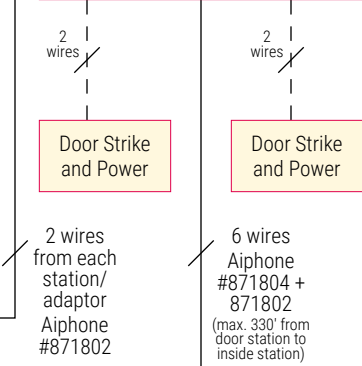 2
wires
2
wires
Door Strike
and Power
Door Strike
and Power
2 wires
from each
station/
adaptor
Aiphone
#871802
6 wires
Aiphone
#871804 +
871802
(max. 330' from
door station to
inside station)